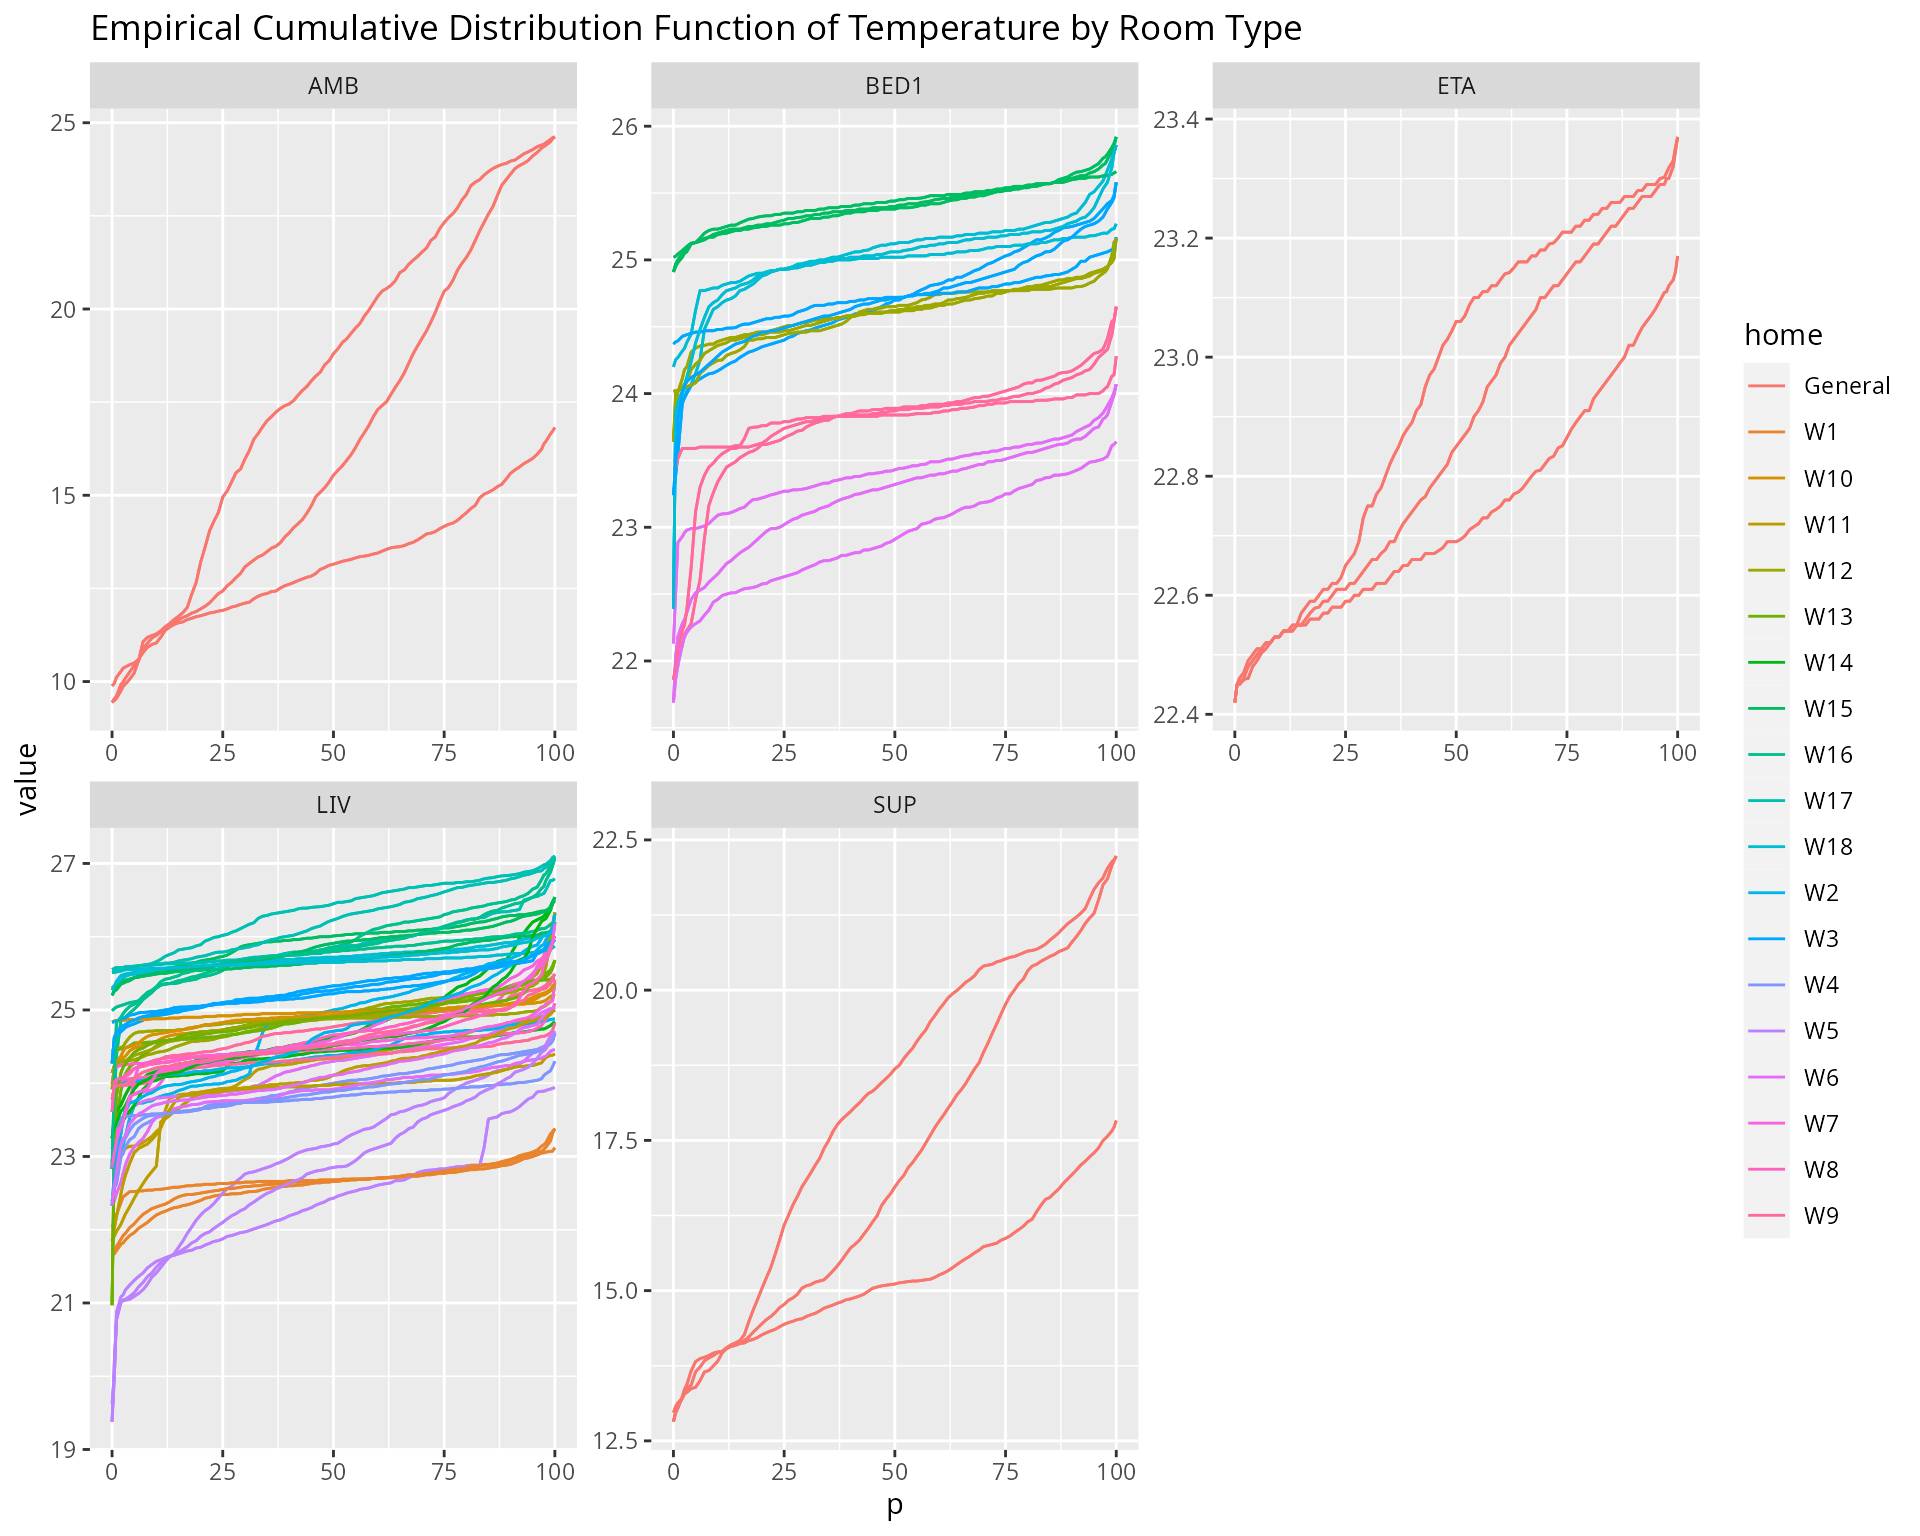 Empirical Cumulative Distribution Function of Temperature by Room Type
AMB
BED1
ETA
25
20
15
10
26
25
24
23
22
23.4
23.2
23.0
22.8
22.6
22.4
0 25 50 75 100
0 25 50 75 100
0 25 50 75 100
LIV
SUP
27
25
23
21
19
22.5
20.0
17.5
15.0
12.5
0 25 50 75 100
0 25 50 75 100
value
p
home
General
W1
W10
W11
W12
W13
W14
W15
W16
W17
W18
W2
W3
W4
W5
W6
W7
W8
W9